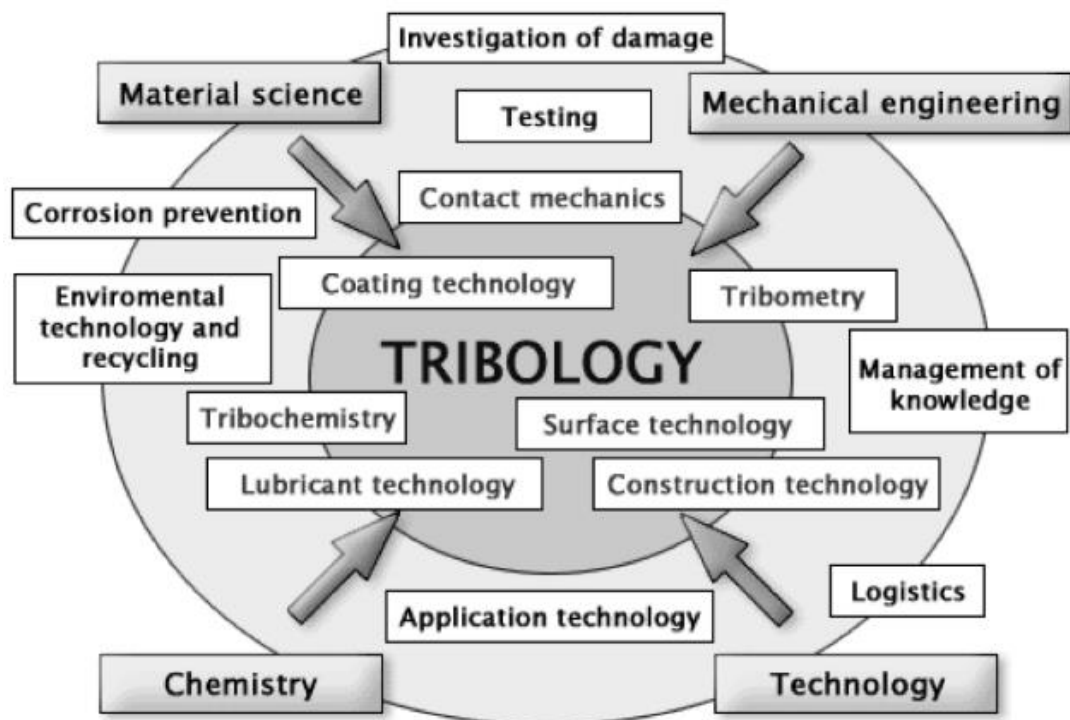 Investigation of damage
Material science
Mechanical engineering
Testing
Contact mechanics
Corrosion prevention
Coating technology
Tribometry
Enviromental
technology and
recycling
TRIBOLOGY
Management of
knowledge
Tribochemistry
Surface technology
Lubricant technology
Construction technology
Logistics
Application technology
Chemistry
Technology